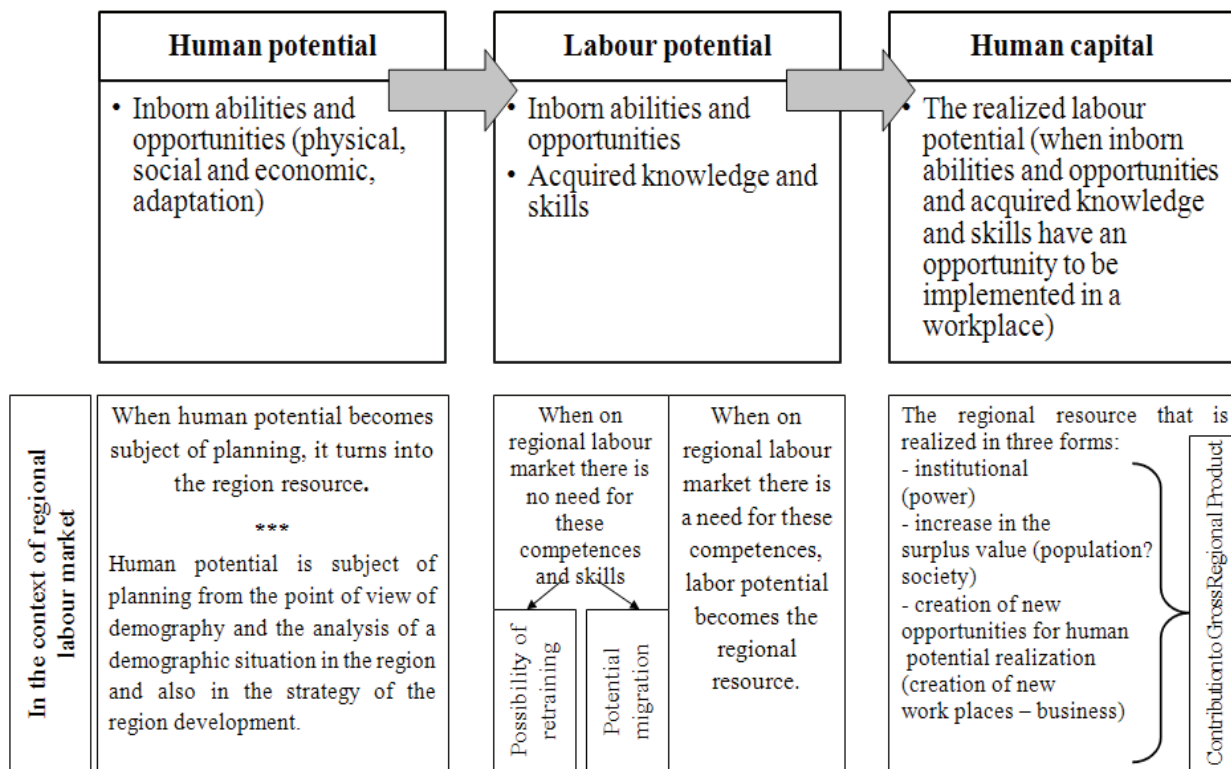 Human potential
• Inborn abilities and
opportunities (physical,
social and economic,
adaptation)
Labour potential
• Inborn abilities and
opportunities
• Acquired knowledge and
skills
Human capital
• The realized labour
potential (when inborn
abilities and opportunities
and acquired knowledge
and skills have an
opportunity to be
implemented in a
workplace)
In the context of regional
labour market
When human potential becomes
subject of planning, it turns into
the region resource.
***
Human potential is subject of
planning from the point of view of
demography and the analysis of a
demographic situation in the region
and also in the strategy of the
region development.
When on
regional labour
market there is
no need for
these
competences
and skills
Possibility of
retraining
Potential
migration
When on
regional labour
market there is
a need for these
competences,
labor potential
becomes the
regional
resource.
The regional resource that is
realized in three forms:
- institutional
(power)
- increase in the
surplus value (population?
society)
- creation of new
opportunities for human
potential realization
(creation of new
work places – business)
Contribution to Gross Regional Product